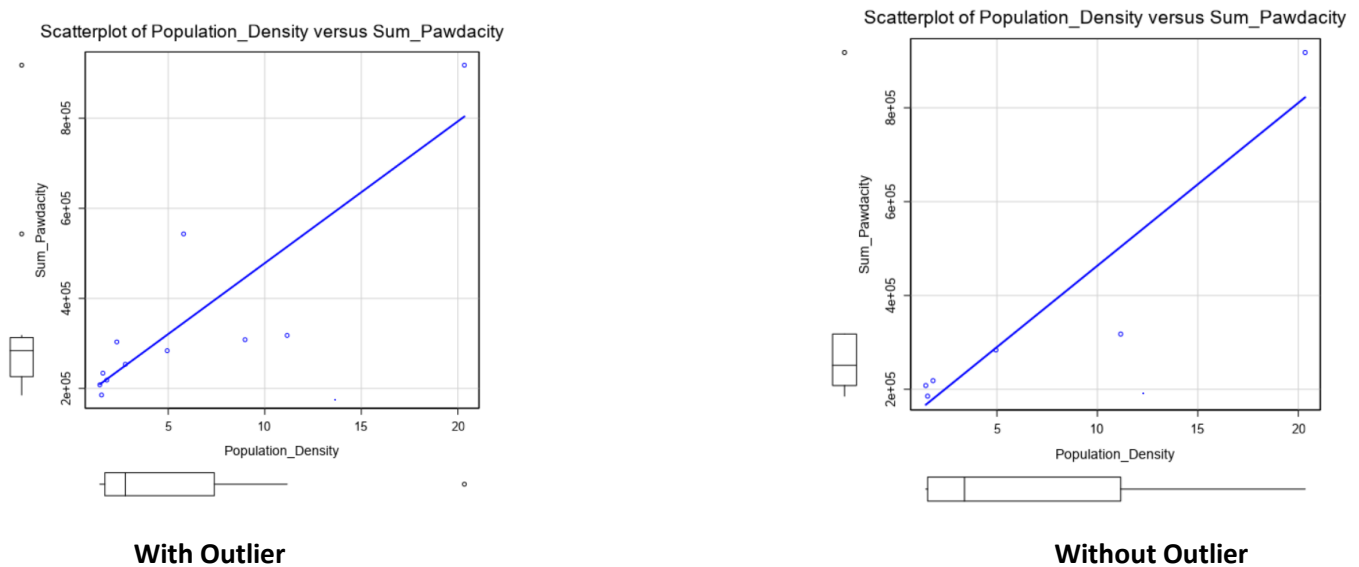 Scatterplot of Population_Density versus Sum_Pawdacity
8e+05
6e+05
4e+05
2e+05
Sum_Pawdacity
5 10 15 20
Population_Density
With Outlier
Scatterplot of Population_Density versus Sum_Pawdacity
8e+05
6e+05
4e+05
2e+05
Sum_Pawdacity
5 10 15 20
Population_Density
Without Outlier